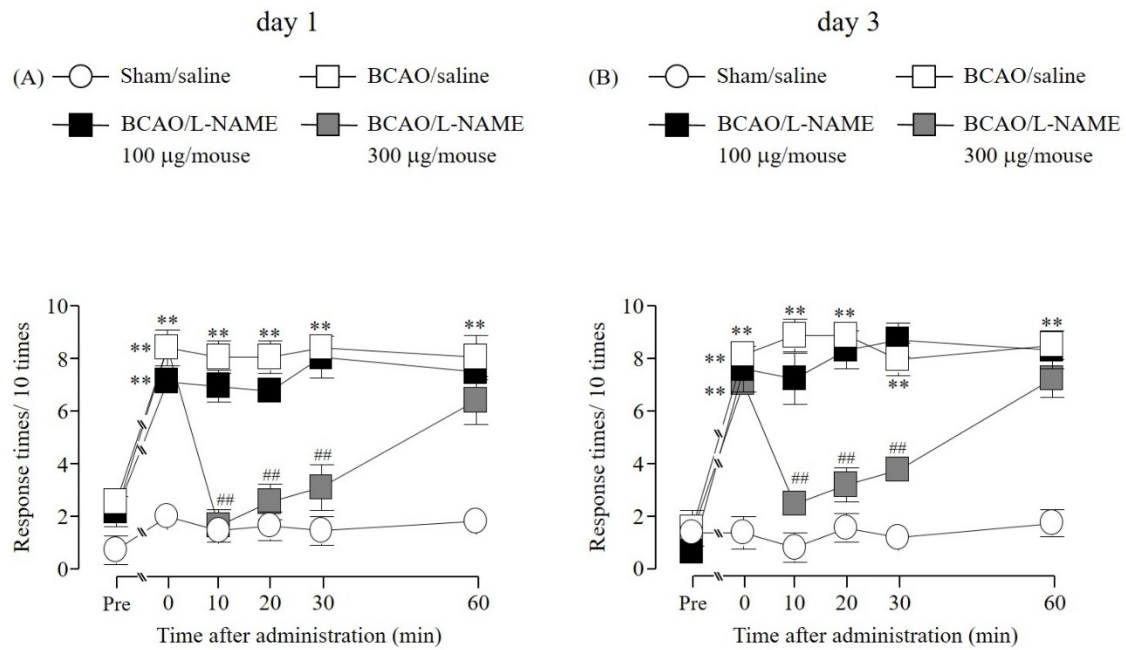 day 1
(A) Sham/saline BCAO/saline
BCAO/L-NAME BCAO/L-NAME
100 μg/mouse 300 μg/mouse
Response times/ 10 times
10
8
6
4
2
0
** ** ** ** **
**
**
## ## ##
Pre 0 10 20 30 60
Time after administration (min)
day 3
(B) Sham/saline BCAO/saline
BCAO/L-NAME BCAO/L-NAME
100 μg/mouse 300 μg/mouse
Response times/ 10 times
10
8
6
4
2
0
** ** ** **
**
**
**
## ## ##
Pre 0 10 20 30 60
Time after administration (min)